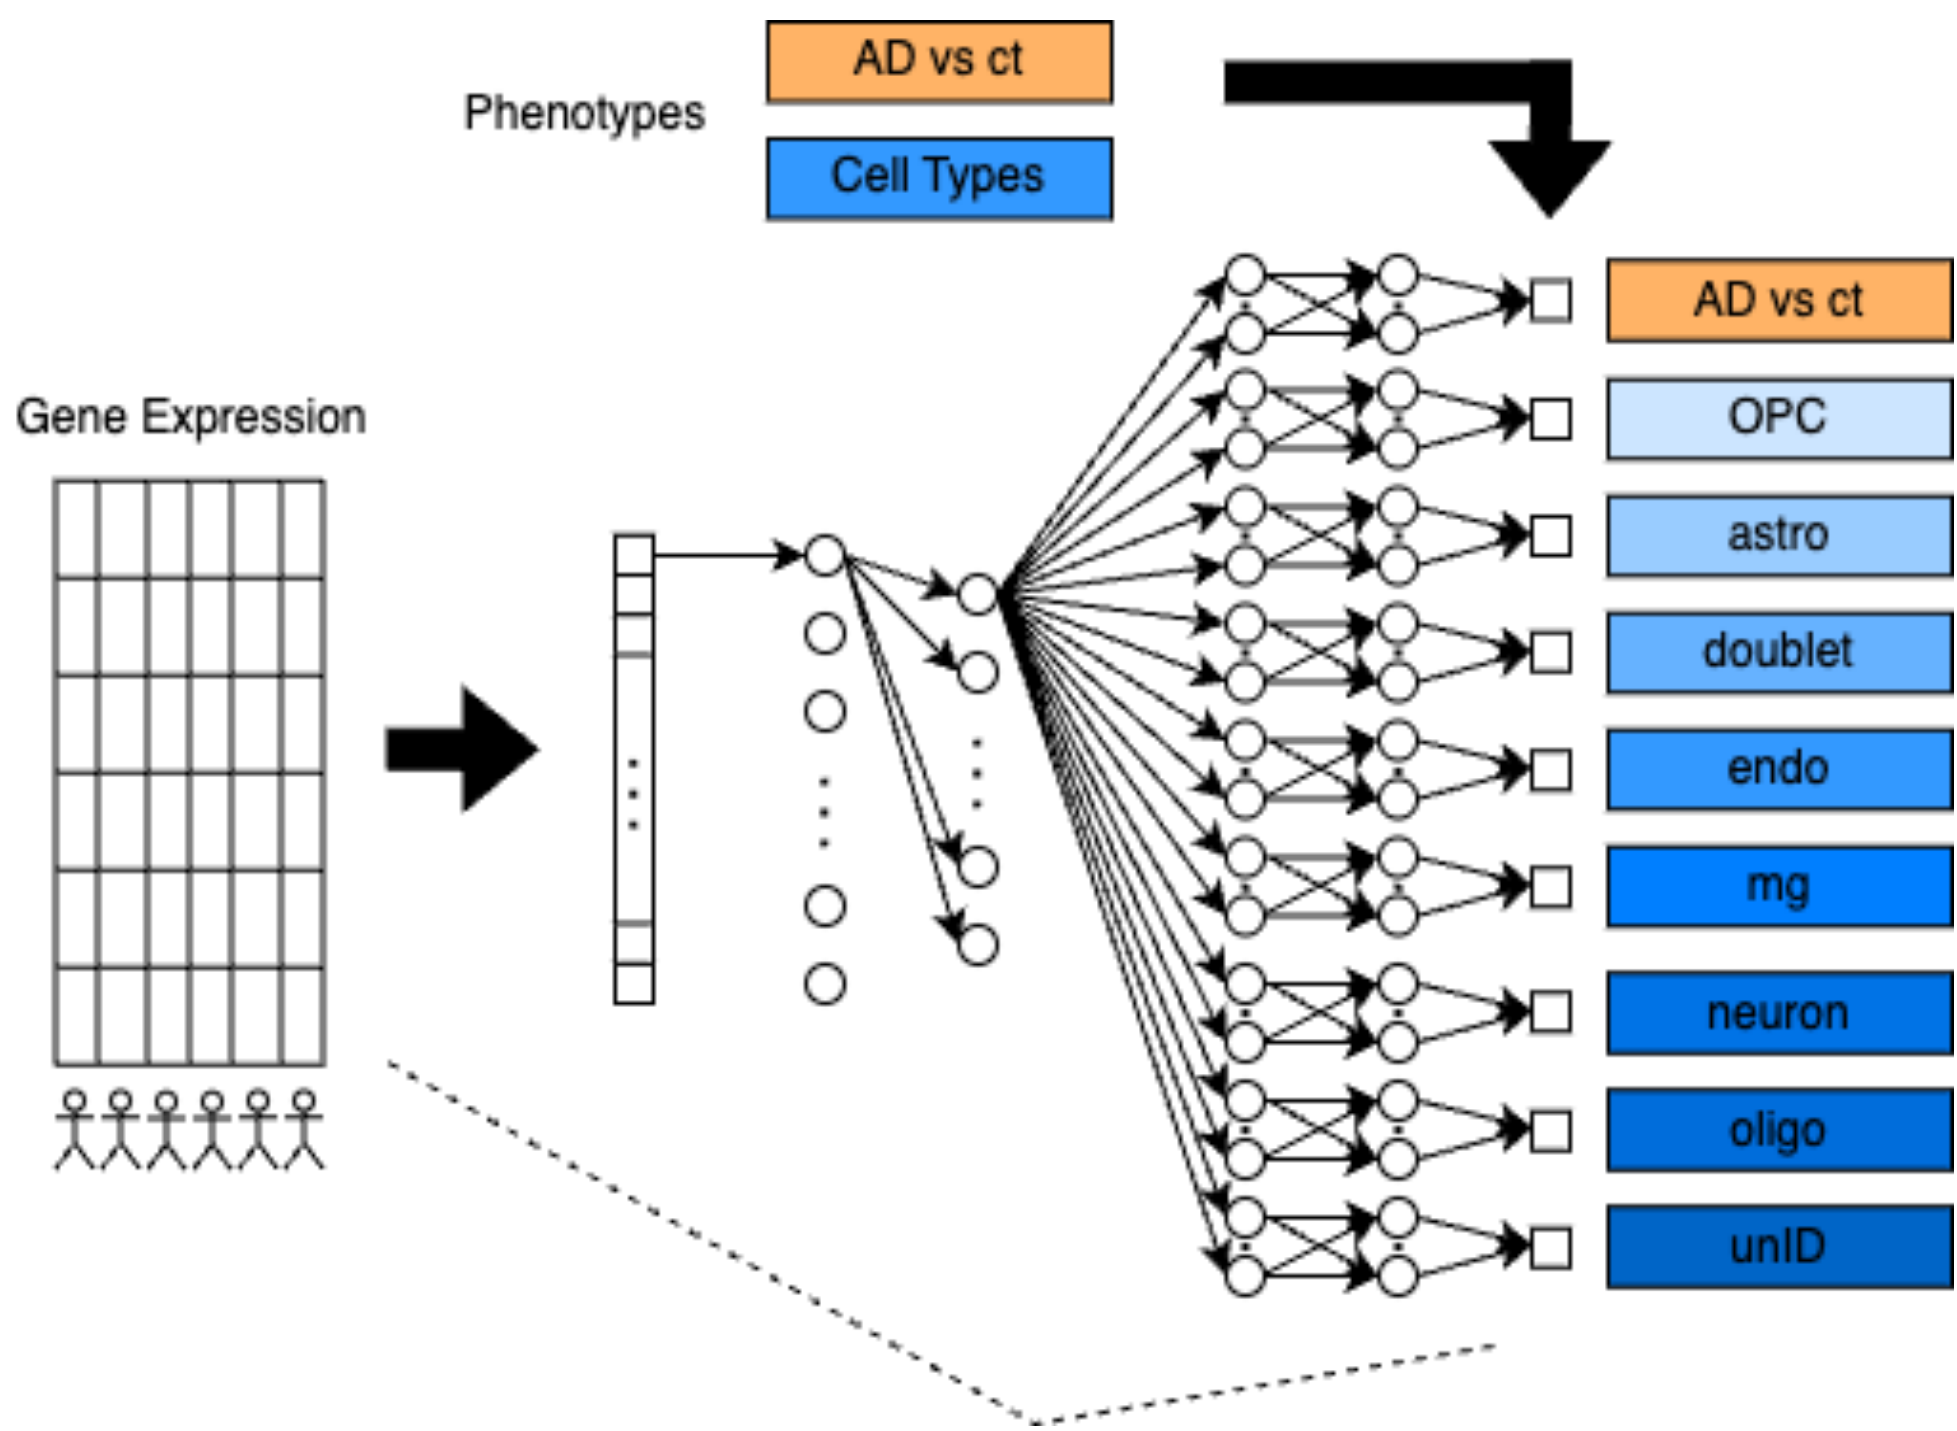 AD vs ct
Phenotypes
Cell Types
AD vs ct
Gene Expression
OPC
astro
doublet
endo
mg
neuron
oligo
unID